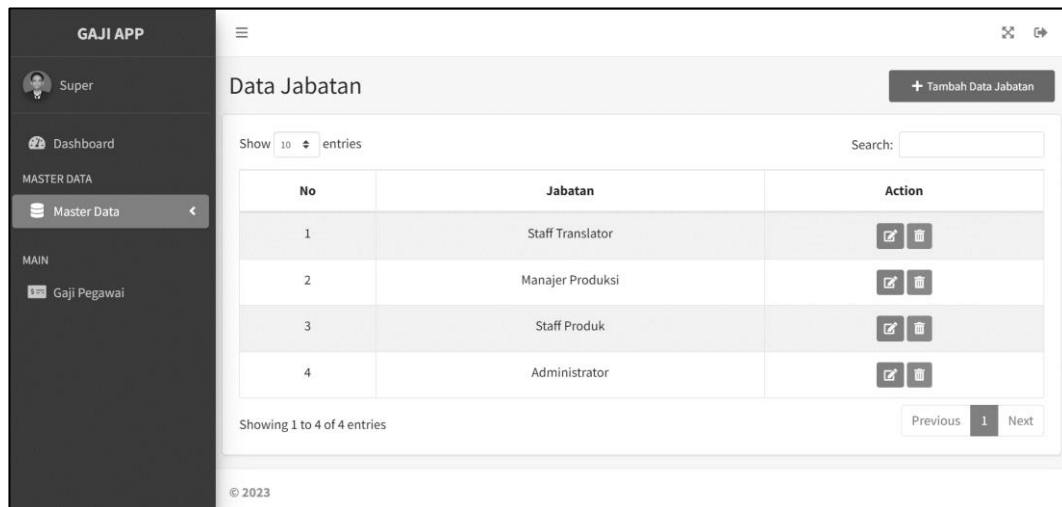 GAJI APP
Super
Dashboard
MASTER DATA
Master Data
MAIN
Gaji Pegawai
Data Jabatan
Tambah Data Jabatan
Show 10 entries
Search:
No Jabatan Action
1 Staff Translator
2 Manajer Produksi
3 Staff Produk
4 Administrator
Showing 1 to 4 of 4 entries
Previous 1 Next
© 2023